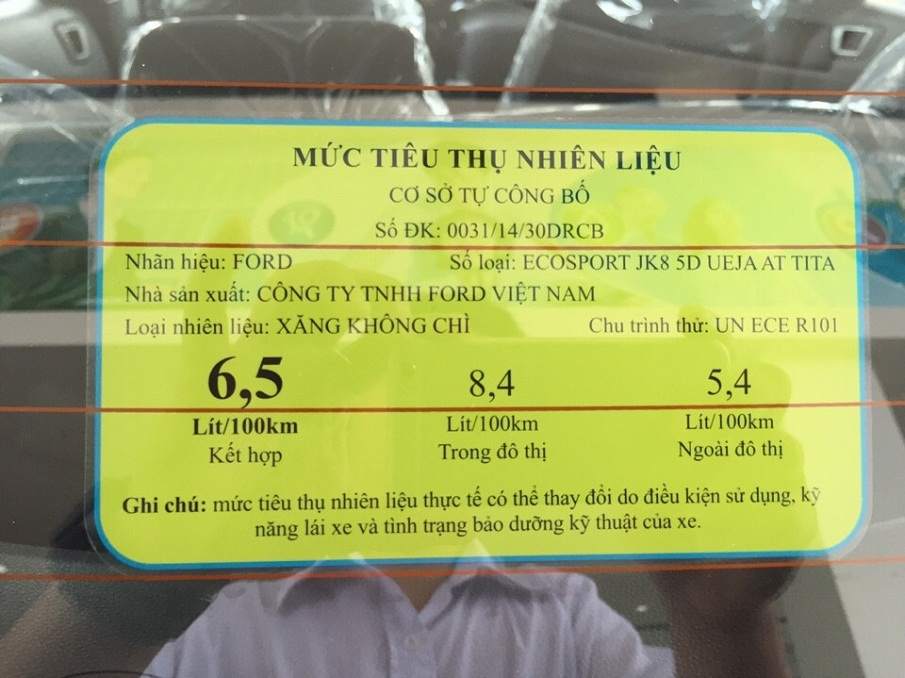 MỨC TIÊU THỤ NHIÊN LIỆU
CƠ SỞ TỰ CÔNG BỐ
Số ĐK: 0031/14/30DRCB
Nhãn hiệu: FORD Số loại: ECOSPORT JK8 5D UEJA AT TITA
Nhà sản xuất: CÔNG TY TNHH FORD VIỆT NAM
Loại nhiên liệu: XĂNG KHÔNG CHÌ Chu trình thử: UN ECE R101
6,5 8,4 5,4
Lít/100km Lít/100km Lít/100km
Kết hợp Trong đô thị Ngoài đô thị
Ghi chú: mức tiêu thụ nhiên liệu thực tế có thể thay đổi do điều kiện sử dụng, kỹ
năng lái xe và tình trạng bảo dưỡng kỹ thuật của xe.